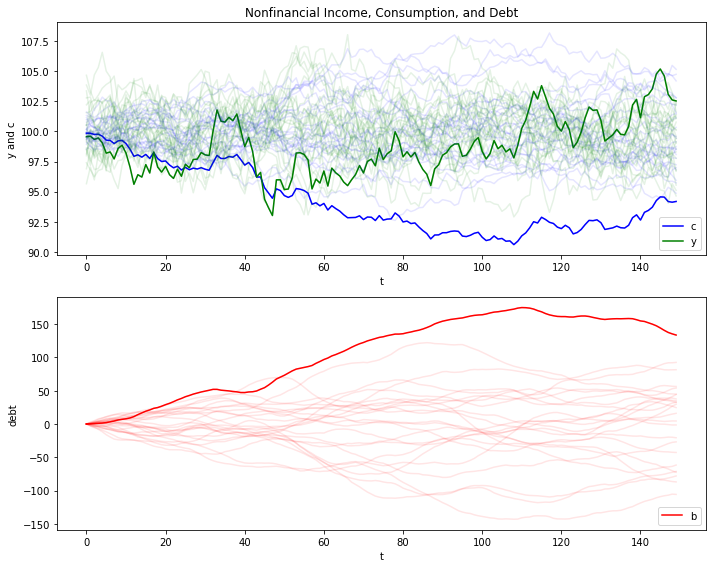 Nonfinancial Income, Consumption, and Debt
107.5
105.0
102.5
100.0
97.5
95.0
92.5
90.0
y and c
c
y
0 20 40 60 80 100 120 140
t
150
100
50
0
−50
−100
−150
debt
b
0 20 40 60 80 100 120 140
t